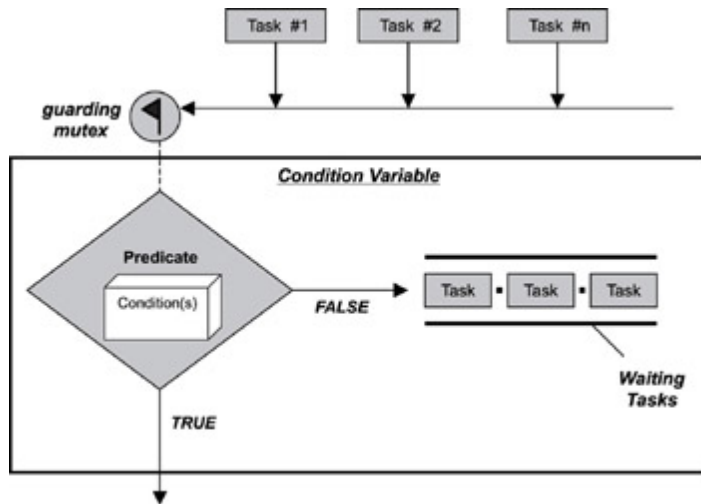 Task #1
Task #2
Task #n
guarding
mutex
Condition Variable
Predicate
Condition(s)
FALSE
Task
Task
Task
Waiting
Tasks
TRUE